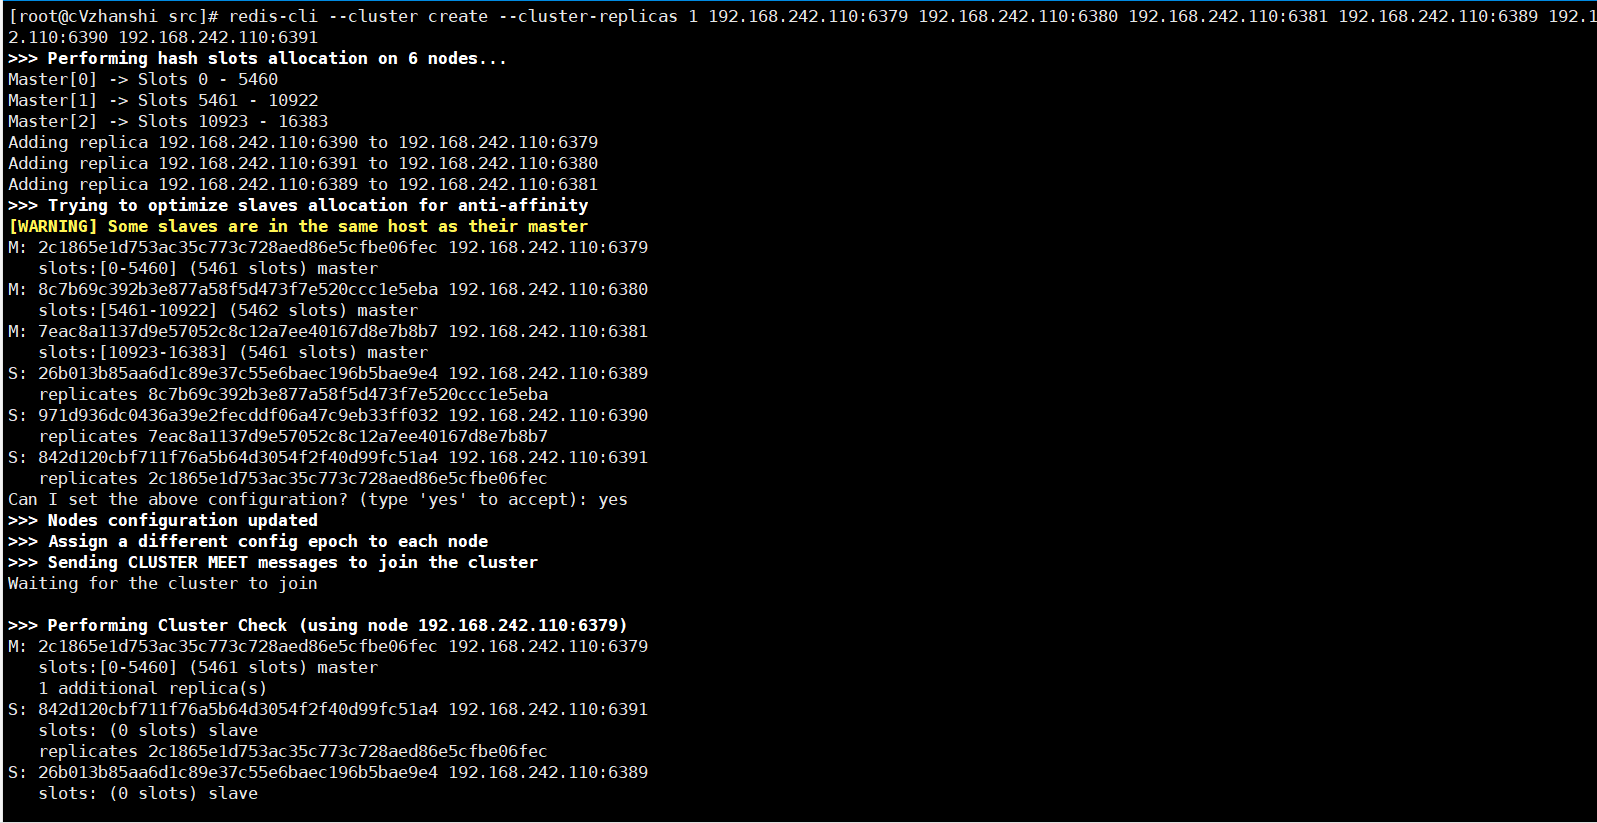 [root@cVzhanshi src]# redis-cli --cluster create --cluster-replicas 1 192.168.242.110:6379 192.168.242.110:6380 192.168.242.110:6381 192.168.242.110:6389 192.1
2.110:6390 192.168.242.110:6391
>>> Performing hash slots allocation on 6 nodes...
Master[0] -> Slots 0 - 5460
Master[1] -> Slots 5461 - 10922
Master[2] -> Slots 10923 - 16383
Adding replica 192.168.242.110:6390 to 192.168.242.110:6379
Adding replica 192.168.242.110:6391 to 192.168.242.110:6380
Adding replica 192.168.242.110:6389 to 192.168.242.110:6381
>>> Trying to optimize slaves allocation for anti-affinity
[WARNING] Some slaves are in the same host as their master
M: 2c1865e1d753ac35c773c728aed86e5cfbe06fec 192.168.242.110:6379
   slots:[0-5460] (5461 slots) master
M: 8c7b69c392b3e877a58f5d473f7e520ccc1e5eba 192.168.242.110:6380
   slots:[5461-10922] (5462 slots) master
M: 7eac8a1137d9e57052c8c12a7ee40167d8e7b8b7 192.168.242.110:6381
   slots:[10923-16383] (5461 slots) master
S: 26b013b85aa6d1c89e37c55e6baec196b5bae9e4 192.168.242.110:6389
   replicates 8c7b69c392b3e877a58f5d473f7e520ccc1e5eba
S: 971d936dc0436a39e2fecddf06a47c9eb33ff032 192.168.242.110:6390
   replicates 7eac8a1137d9e57052c8c12a7ee40167d8e7b8b7
S: 842d120cbf711f76a5b64d3054f2f40d99fc51a4 192.168.242.110:6391
   replicates 2c1865e1d753ac35c773c728aed86e5cfbe06fec
Can I set the above configuration? (type 'yes' to accept): yes
>>> Nodes configuration updated
>>> Assign a different config epoch to each node
>>> Sending CLUSTER MEET messages to join the cluster
Waiting for the cluster to join
>>> Performing Cluster Check (using node 192.168.242.110:6379)
M: 2c1865e1d753ac35c773c728aed86e5cfbe06fec 192.168.242.110:6379
   slots:[0-5460] (5461 slots) master
   1 additional replica(s)
S: 842d120cbf711f76a5b64d3054f2f40d99fc51a4 192.168.242.110:6391
   slots: (0 slots) slave
   replicates 2c1865e1d753ac35c773c728aed86e5cfbe06fec
S: 26b013b85aa6d1c89e37c55e6baec196b5bae9e4 192.168.242.110:6389
   slots: (0 slots) slave